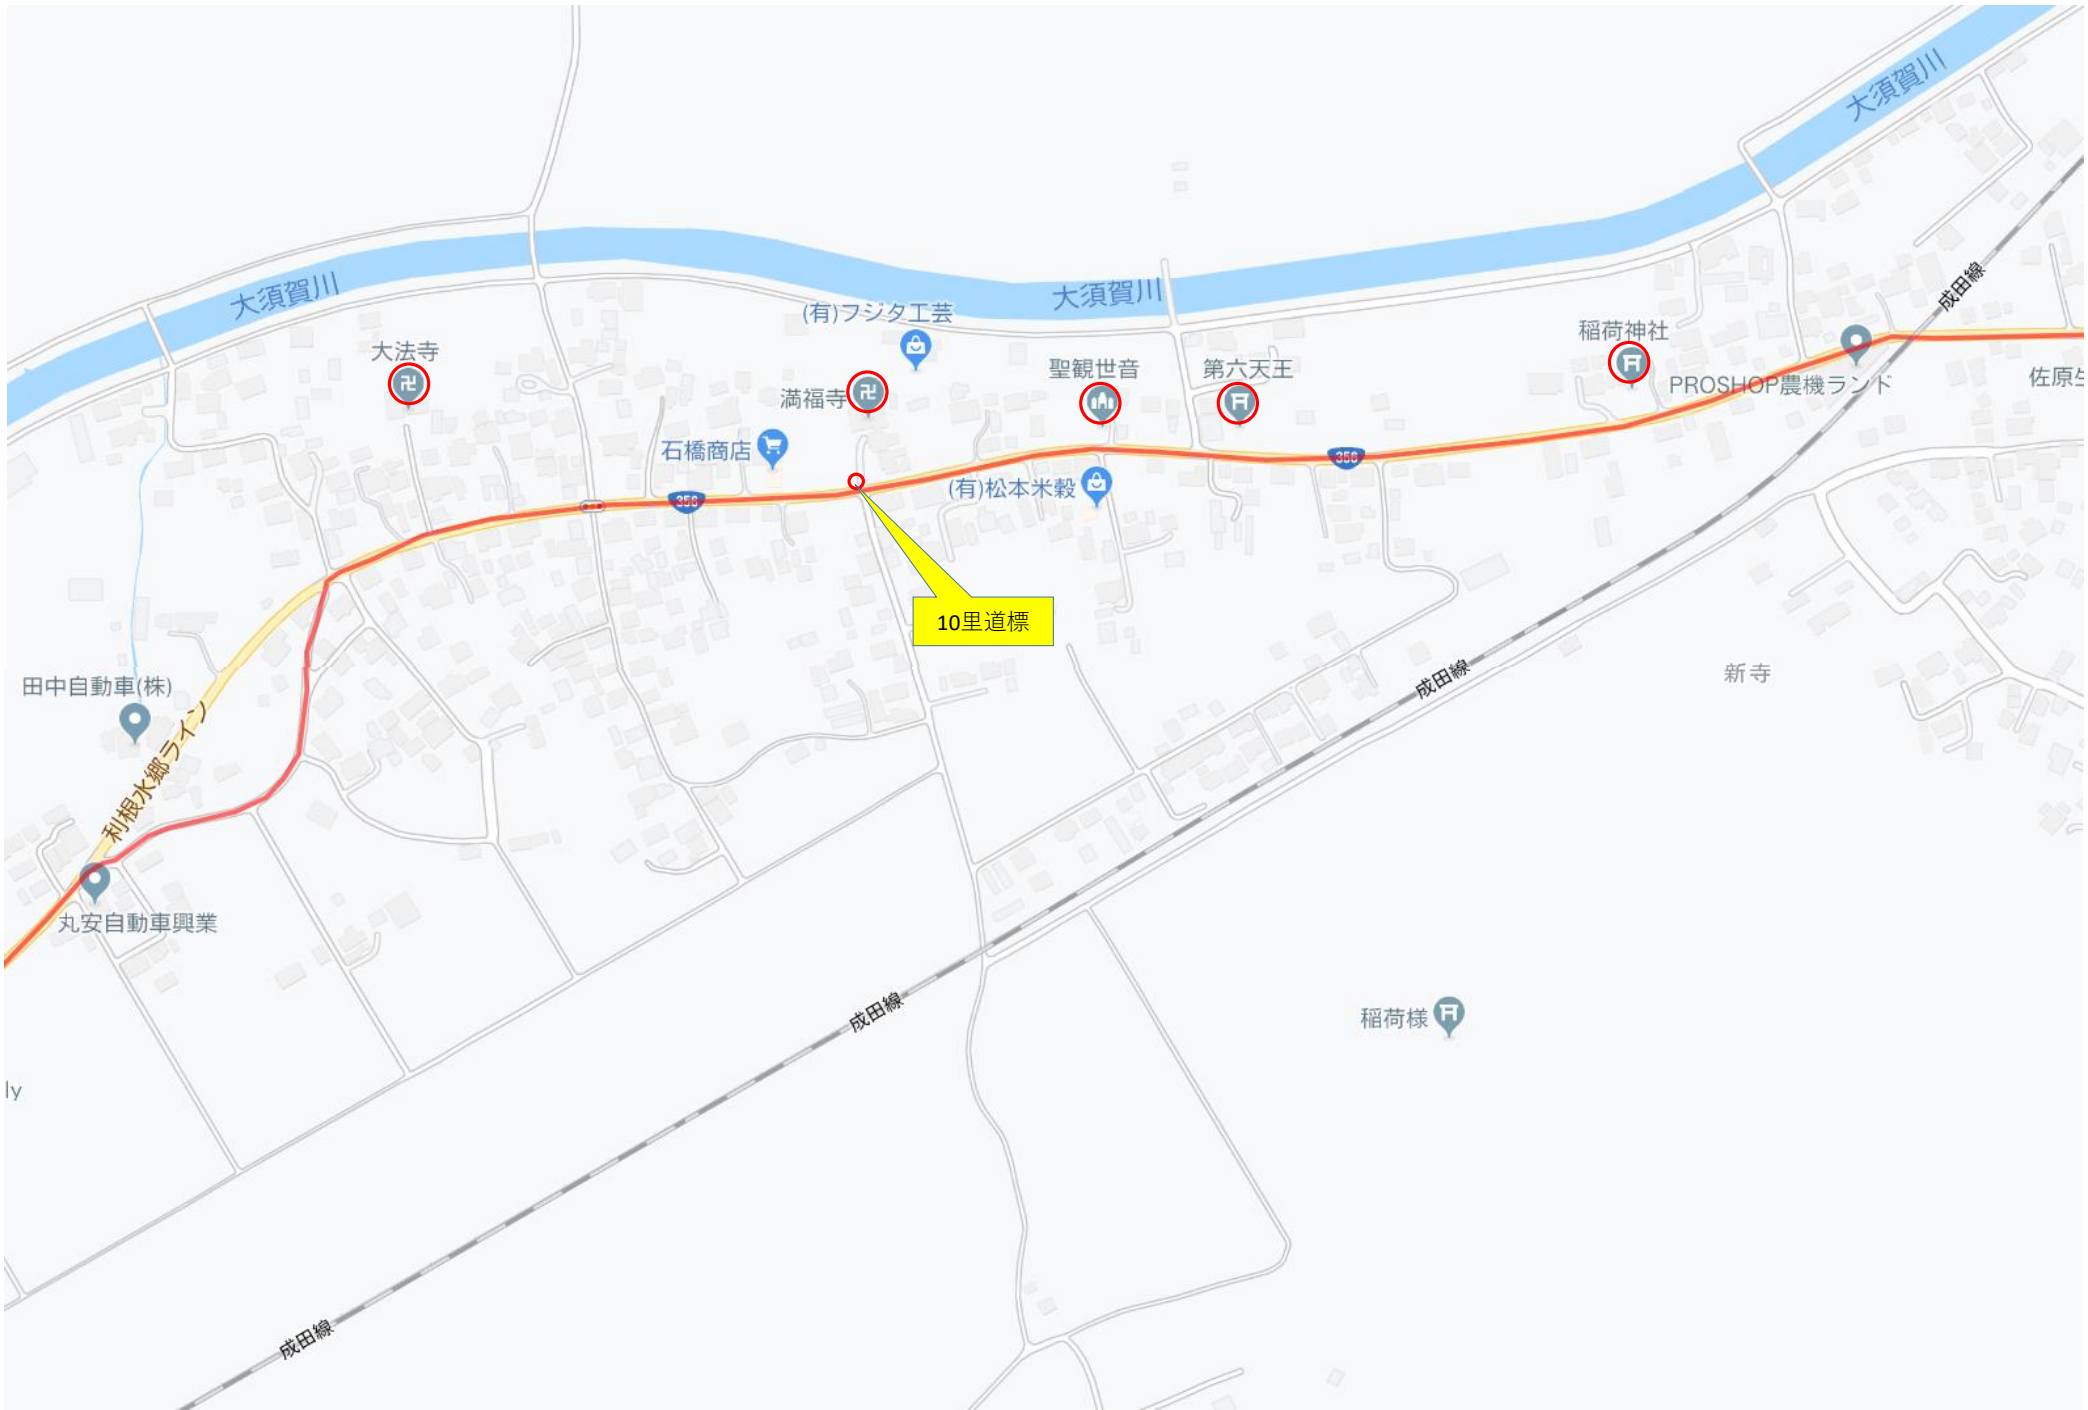 大須賀川
大須賀川
大須賀川
(有)フジタ工芸
大法寺
稲荷神社
聖観世音
第六天王
満福寺
PROSHOP農機ランド
成田線
石橋商店
356
(有)松本米穀
356
10里道標
田中自動車(株)
利根水郷ライン
成田線
新寺
丸安自動車興業
成田線
稲荷様
ly
成田線